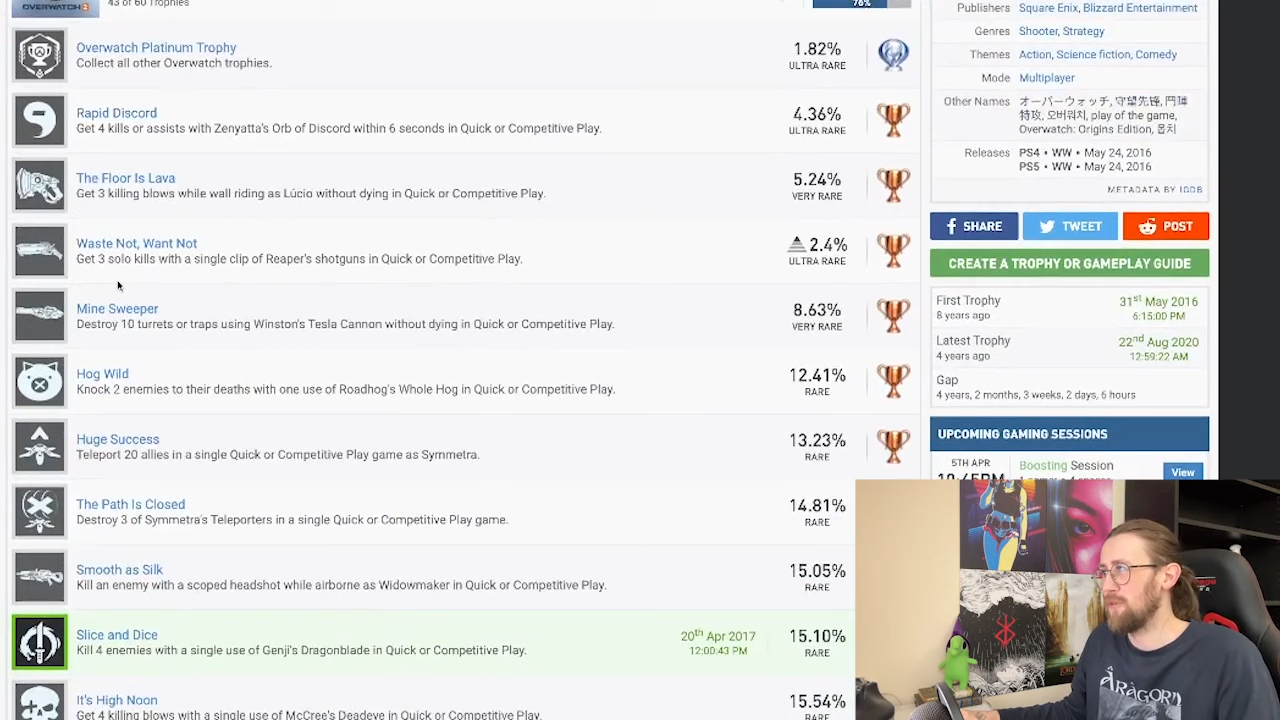 OVERWATCH 2
43 of 60 Trophies
76%
Overwatch Platinum Trophy
Collect all other Overwatch trophies.
1.82%
ULTRA RARE
Rapid Discord
Get 4 kills or assists with Zenyatta's Orb of Discord within 6 seconds in Quick or Competitive Play.
4.36%
ULTRA RARE
The Floor Is Lava
Get 3 killing blows while wall riding as Lúcio without dying in Quick or Competitive Play.
5.24%
VERY RARE
Waste Not, Want Not
Get 3 solo kills with a single clip of Reaper's shotguns in Quick or Competitive Play.
2.4%
ULTRA RARE
Mine Sweeper
Destroy 10 turrets or traps using Winston's Tesla Cannon without dying in Quick or Competitive Play.
8.63%
VERY RARE
Hog Wild
Knock 2 enemies to their deaths with one use of Roadhog's Whole Hog in Quick or Competitive Play.
12.41%
RARE
Huge Success
Teleport 20 allies in a single Quick or Competitive Play game as Symmetra.
13.23%
RARE
The Path Is Closed
Destroy 3 of Symmetra's Teleporters in a single Quick or Competitive Play game.
14.81%
RARE
Smooth as Silk
Kill an enemy with a scoped headshot while airborne as Widowmaker in Quick or Competitive Play.
15.05%
RARE
Slice and Dice
Kill 4 enemies with a single use of Genji's Dragonblade in Quick or Competitive Play.
20th Apr 2017
12:00:43 PM
15.10%
RARE
It's High Noon
Get 4 killing blows with a single use of McCree's Deadeye in Quick or Competitive Play.
15.54%
RARE
Publishers Square Enix, Blizzard Entertainment
Genres Shooter, Strategy
Themes Action, Science fiction, Comedy
Mode Multiplayer
Other Names オーバーウォッチ, 守望先锋, 鬥陣
特攻, 오버워치, play of the game,
Overwatch: Origins Edition, 옵치
Releases PS4 • WW • May 24, 2016
PS5 • WW • May 24, 2016
METADATA BY IGDB
SHARE TWEET POST
CREATE A TROPHY OR GAMEPLAY GUIDE
First Trophy 31st May 2016
8 years ago 6:15:00 PM
Latest Trophy 22nd Aug 2020
4 years ago 12:59:22 AM
Gap
4 years, 2 months, 3 weeks, 2 days, 6 hours
UPCOMING GAMING SESSIONS
5TH APR Boosting Session
View
ARAGORN